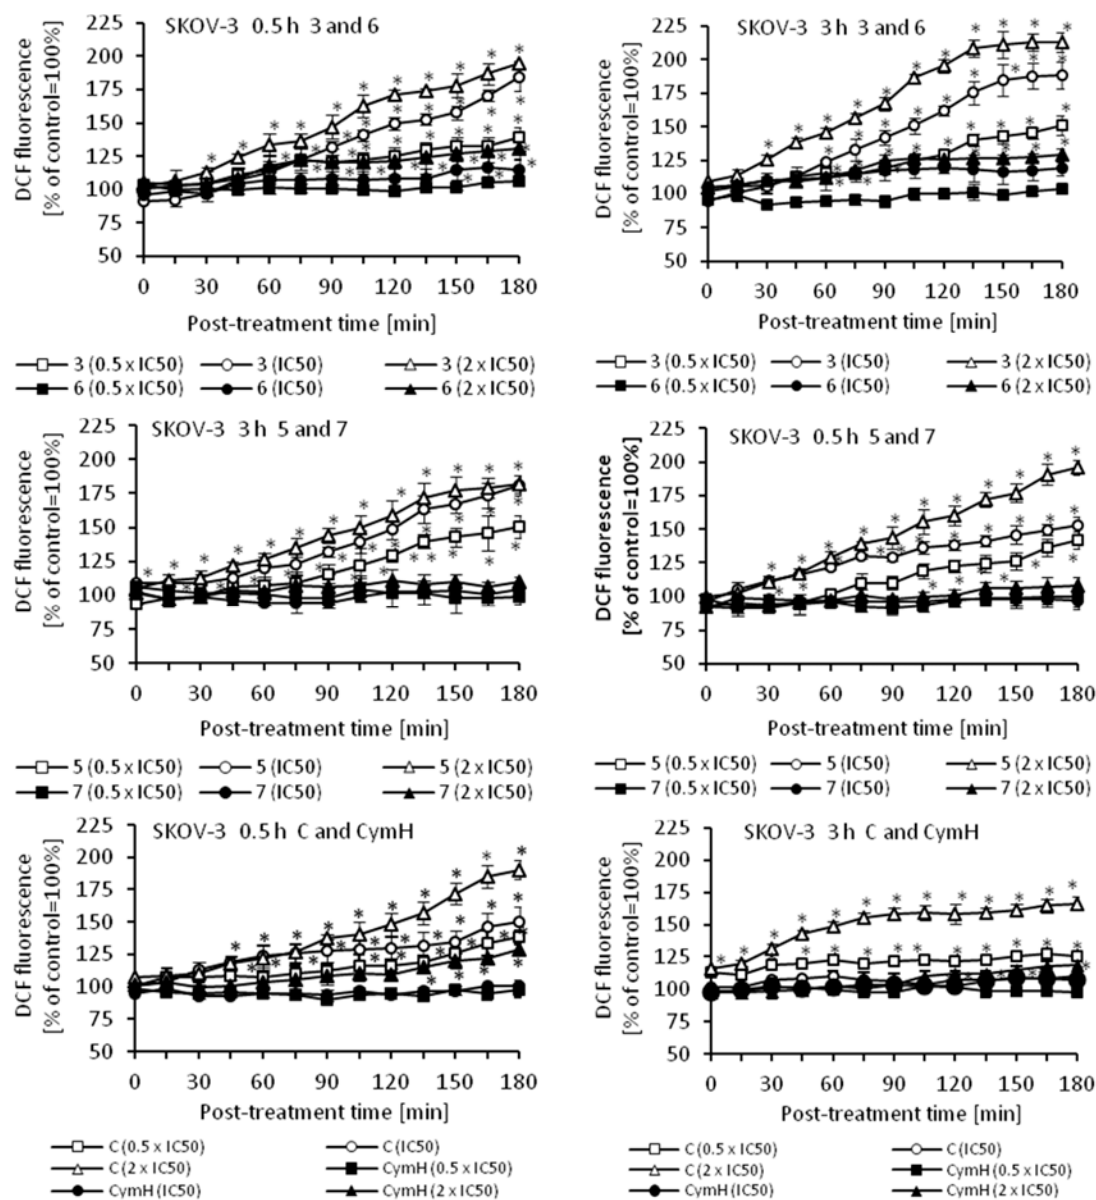 SKOV-3 0.5 h 3 and 6
DCF fluorescence
[% of control=100%]
225
200
175
150
125
100
75
50
0 30 60 90 120 150 180
Post-treatment time [min]
3 (0.5 x IC50) 3 (IC50) 3 (2 x IC50)
6 (0.5 x IC50) 6 (IC50) 6 (2 x IC50)
SKOV-3 3 h 3 and 6
DCF fluorescence
[% of control=100%]
225
200
175
150
125
100
75
50
0 30 60 90 120 150 180
Post-treatment time [min]
3 (0.5 x IC50) 3 (IC50) 3 (2 x IC50)
6 (0.5 x IC50) 6 (IC50) 6 (2 x IC50)
SKOV-3 3 h 5 and 7
DCF fluorescence
[% of control=100%]
225
200
175
150
125
100
75
50
0 30 60 90 120 150 180
Post-treatment time [min]
5 (0.5 x IC50) 5 (IC50) 5 (2 x IC50)
7 (0.5 x IC50) 7 (IC50) 7 (2 x IC50)
SKOV-3 0.5 h 5 and 7
DCF fluorescence
[% of control=100%]
225
200
175
150
125
100
75
50
0 30 60 90 120 150 180
Post-treatment time [min]
5 (0.5 x IC50) 5 (IC50) 5 (2 x IC50)
7 (0.5 x IC50) 7 (IC50) 7 (2 x IC50)
SKOV-3 0.5 h C and CymH
DCF fluorescence
[% of control=100%]
225
200
175
150
125
100
75
50
0 30 60 90 120 150 180
Post-treatment time [min]
C (0.5 x IC50) C (IC50)
C (2 x IC50) CymH (0.5 x IC50)
CymH (IC50) CymH (2 x IC50)
SKOV-3 3 h C and CymH
DCF fluorescence
[% of control=100%]
225
200
175
150
125
100
75
50
0 30 60 90 120 150 180
Post-treatment time [min]
C (0.5 x IC50) C (IC50)
C (2 x IC50) CymH (0.5 x IC50)
CymH (IC50) CymH (2 x IC50)